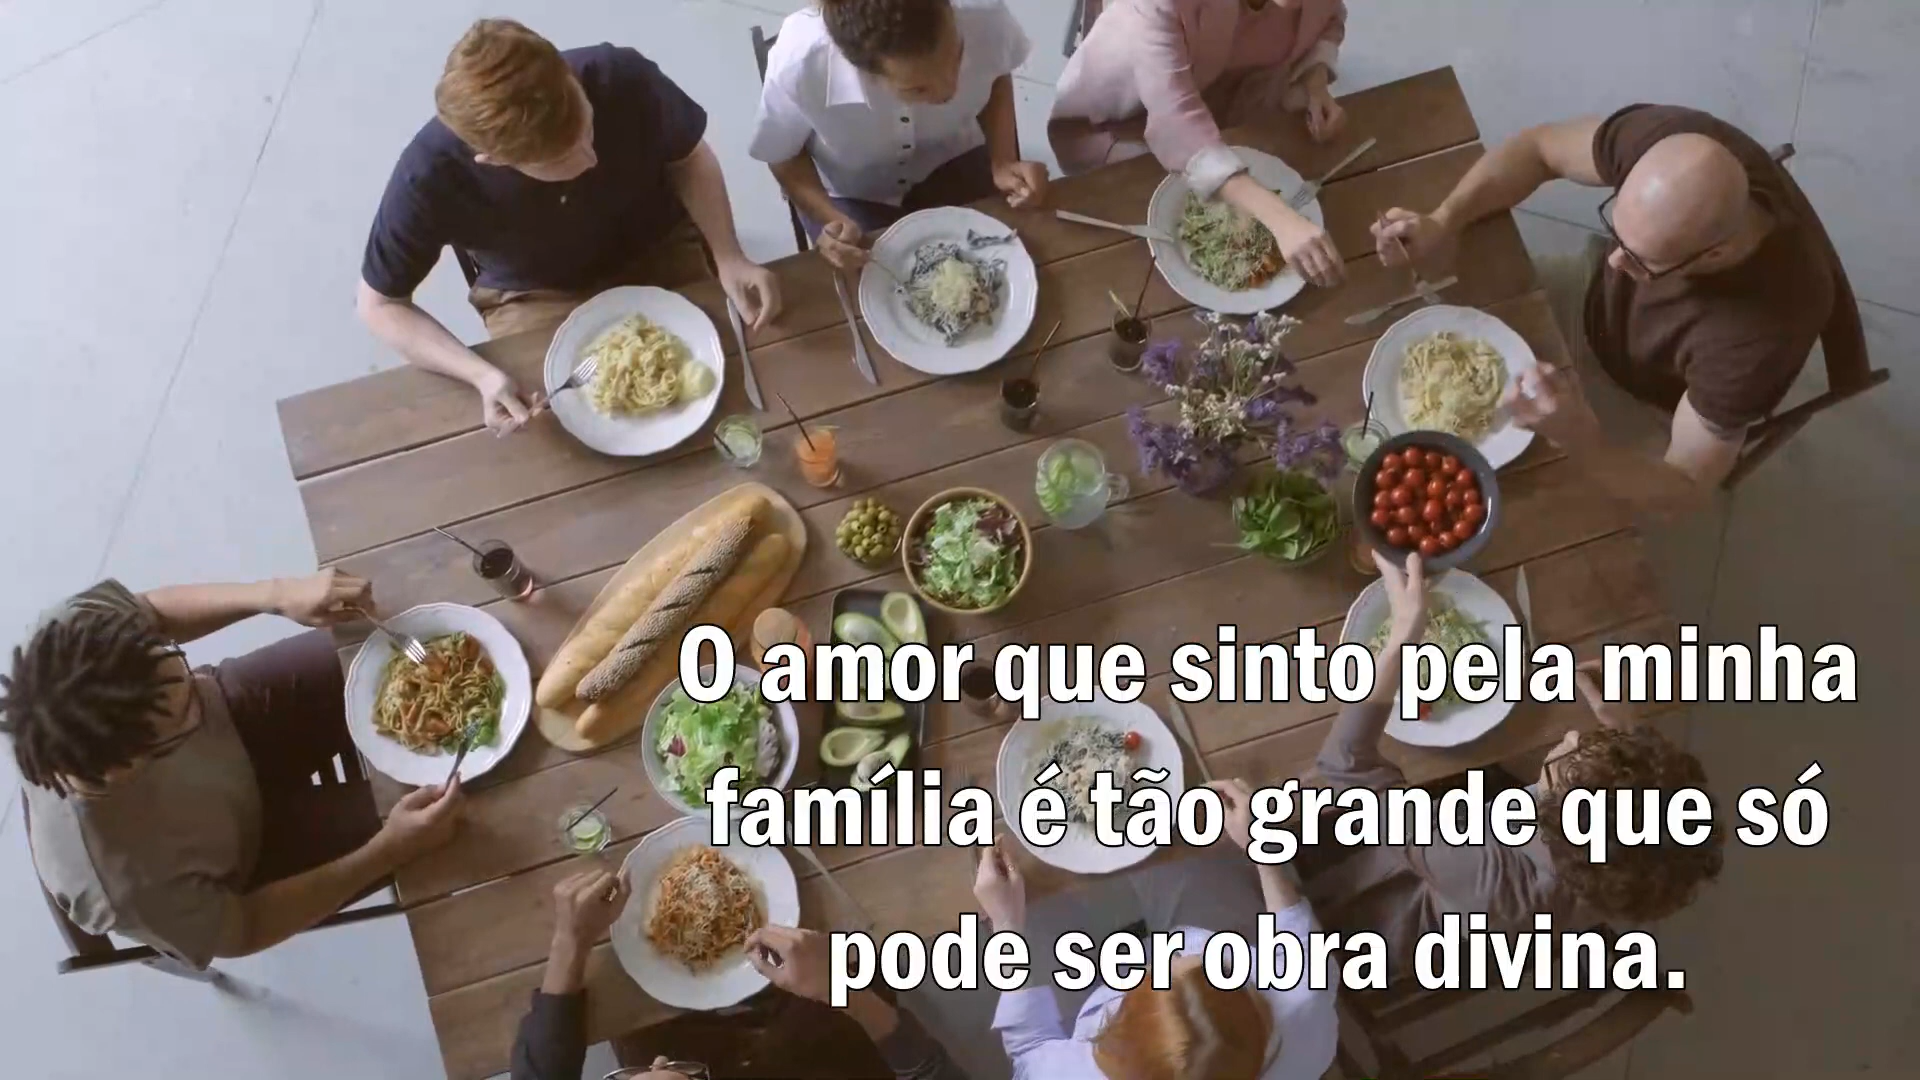 O amor que sinto pela minha
família é tão grande que só
pode ser obra divina.